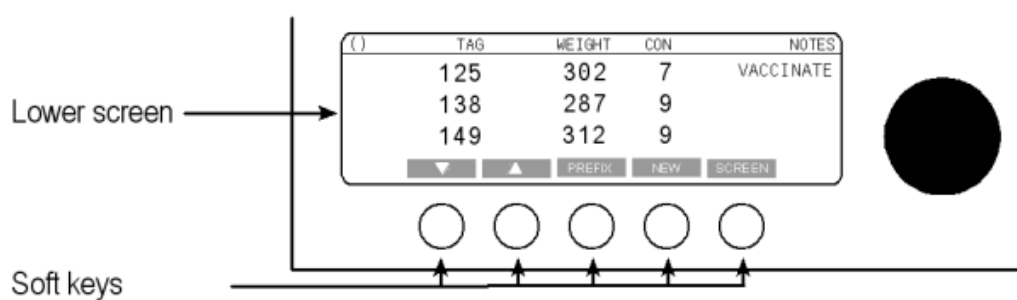 () TAG WEIGHT CON NOTES
125 302 7 VACCINATE
138 287 9
149 312 9
PREFIX NEW SCREEN
Lower screen
Soft keys